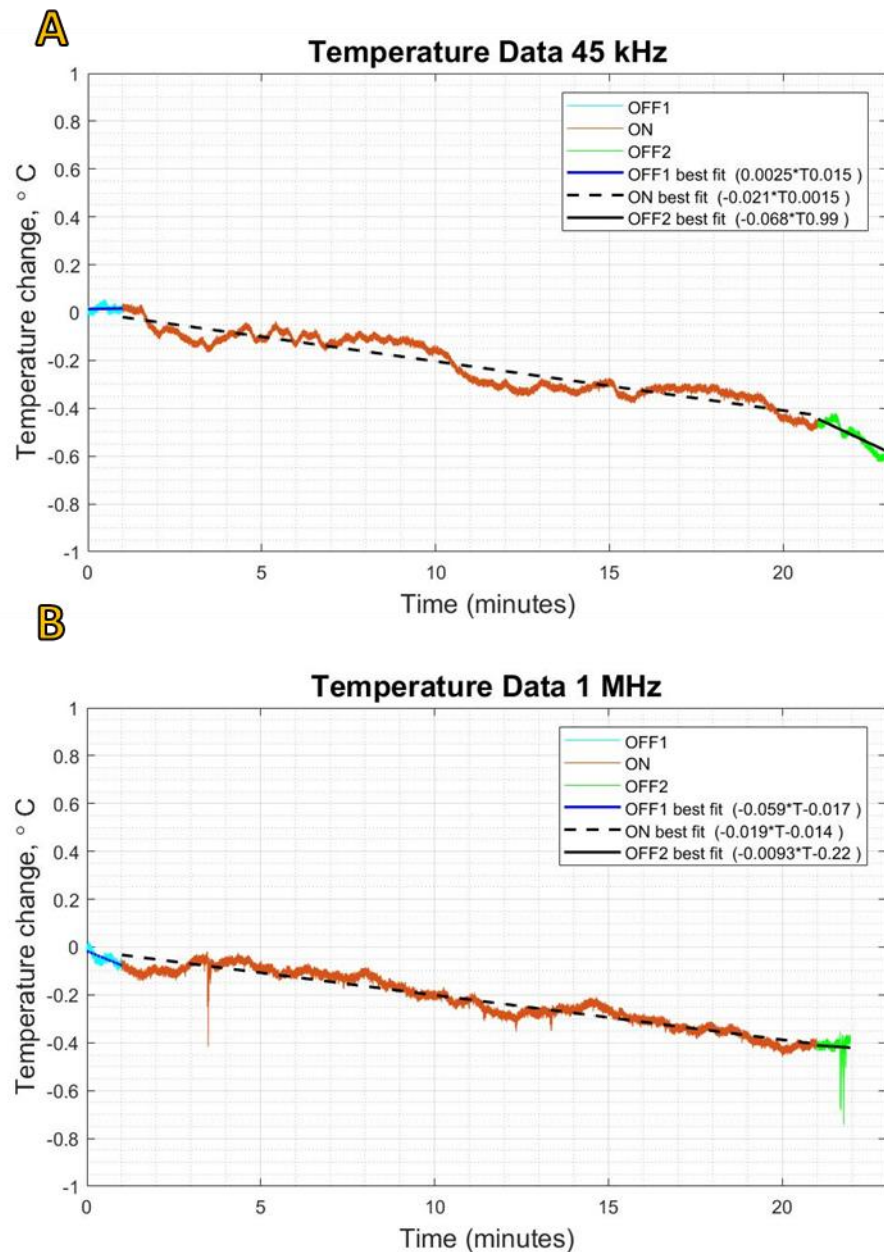 A
Temperature Data 45 kHz
1
0.8
0.6
0.4
0.2
0
-0.2
-0.4
-0.6
-0.8
-1
Temperature change, ° C
OFF1
ON
OFF2
OFF1 best fit (0.0025*T0.015 )
ON best fit (-0.021*T0.0015 )
OFF2 best fit (-0.068*T0.99 )
0 5 10 15 20
Time (minutes)
B
Temperature Data 1 MHz
1
0.8
0.6
0.4
0.2
0
-0.2
-0.4
-0.6
-0.8
-1
Temperature change, ° C
OFF1
ON
OFF2
OFF1 best fit (-0.059*T-0.017 )
ON best fit (-0.019*T-0.014 )
OFF2 best fit (-0.0093*T-0.22 )
0 5 10 15 20
Time (minutes)